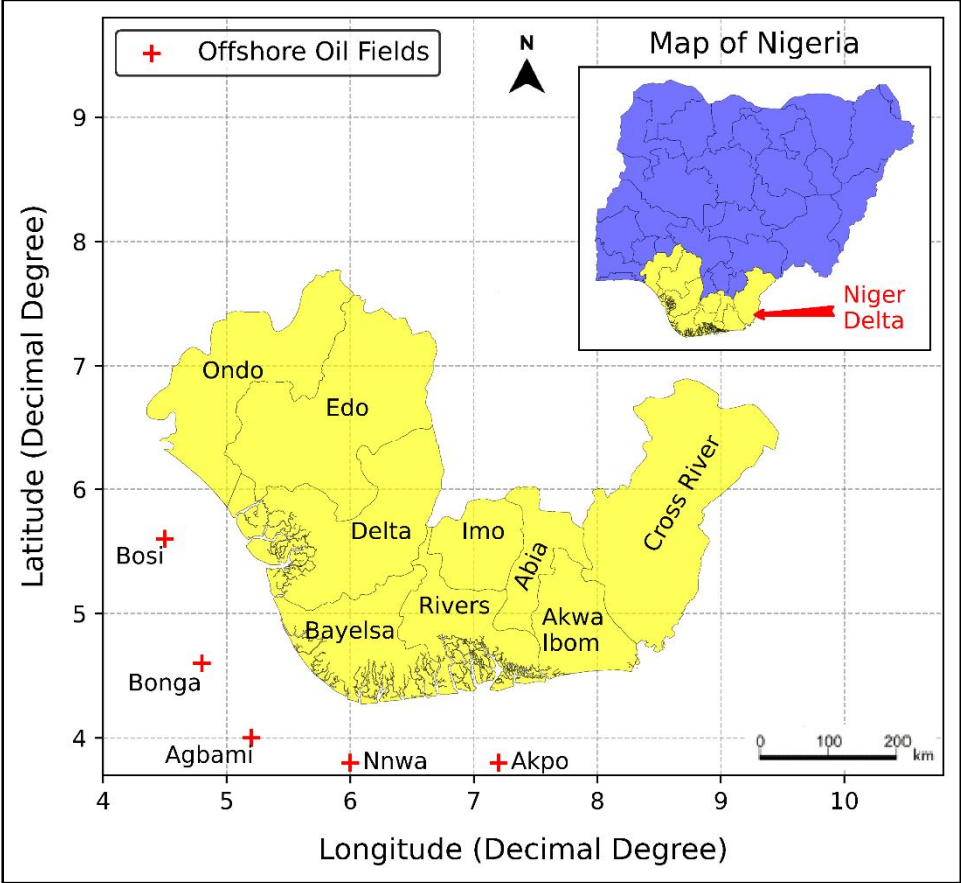 Offshore Oil Fields
N
Map of Nigeria
Niger
Delta
Latitude (Decimal Degree)
9
8
7
6
5
4
Ondo
Edo
Delta
Imo
Abia
Cross River
Rivers
Bayelsa
Akwa
Ibom
Bosi
Bonga
Agbami
Nnwa
Akpo
0 100 200
km
4 5 6 7 8 9 10
Longitude (Decimal Degree)